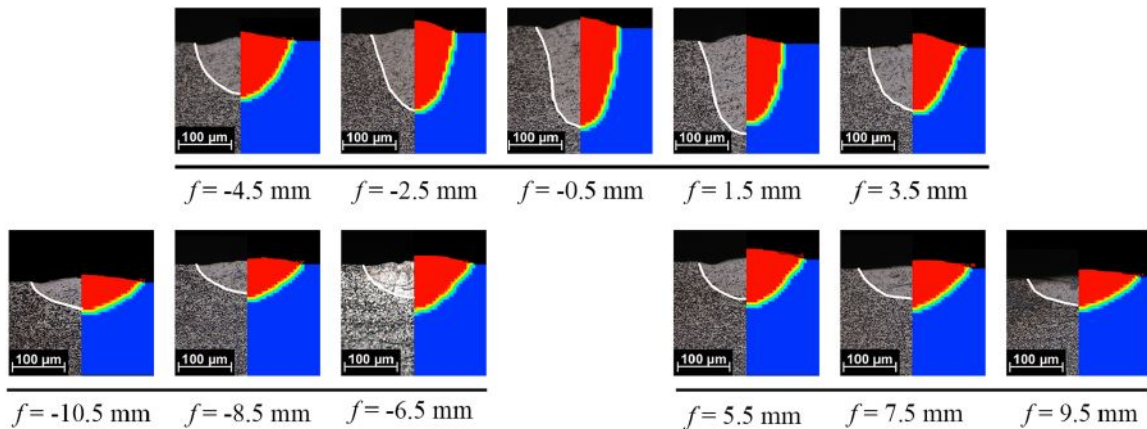 100 µm 100 µm 100 µm 100 µm 100 µm
f = -4.5 mm f = -2.5 mm f = -0.5 mm f = 1.5 mm f = 3.5 mm
100 µm 100 µm 100 µm 100 µm 100 µm 100 µm
f = -10.5 mm f = -8.5 mm f = -6.5 mm f = 5.5 mm f = 7.5 mm f = 9.5 mm